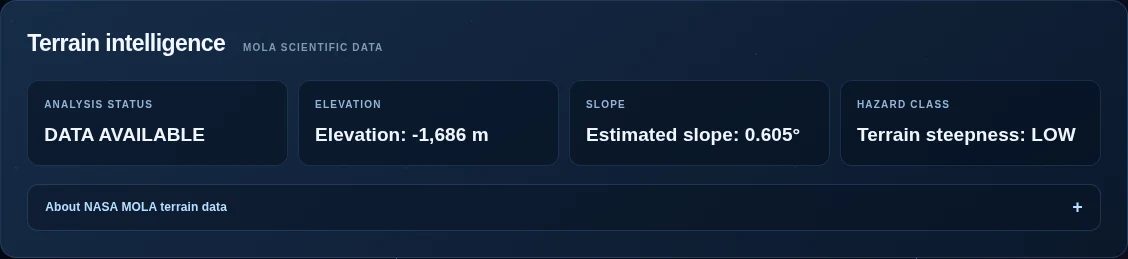 Terrain intelligence MOLA SCIENTIFIC DATA
ANALYSIS STATUS
DATA AVAILABLE
ELEVATION
Elevation: -1,686 m
SLOPE
Estimated slope: 0.605°
HAZARD CLASS
Terrain steepness: LOW
About NASA MOLA terrain data +